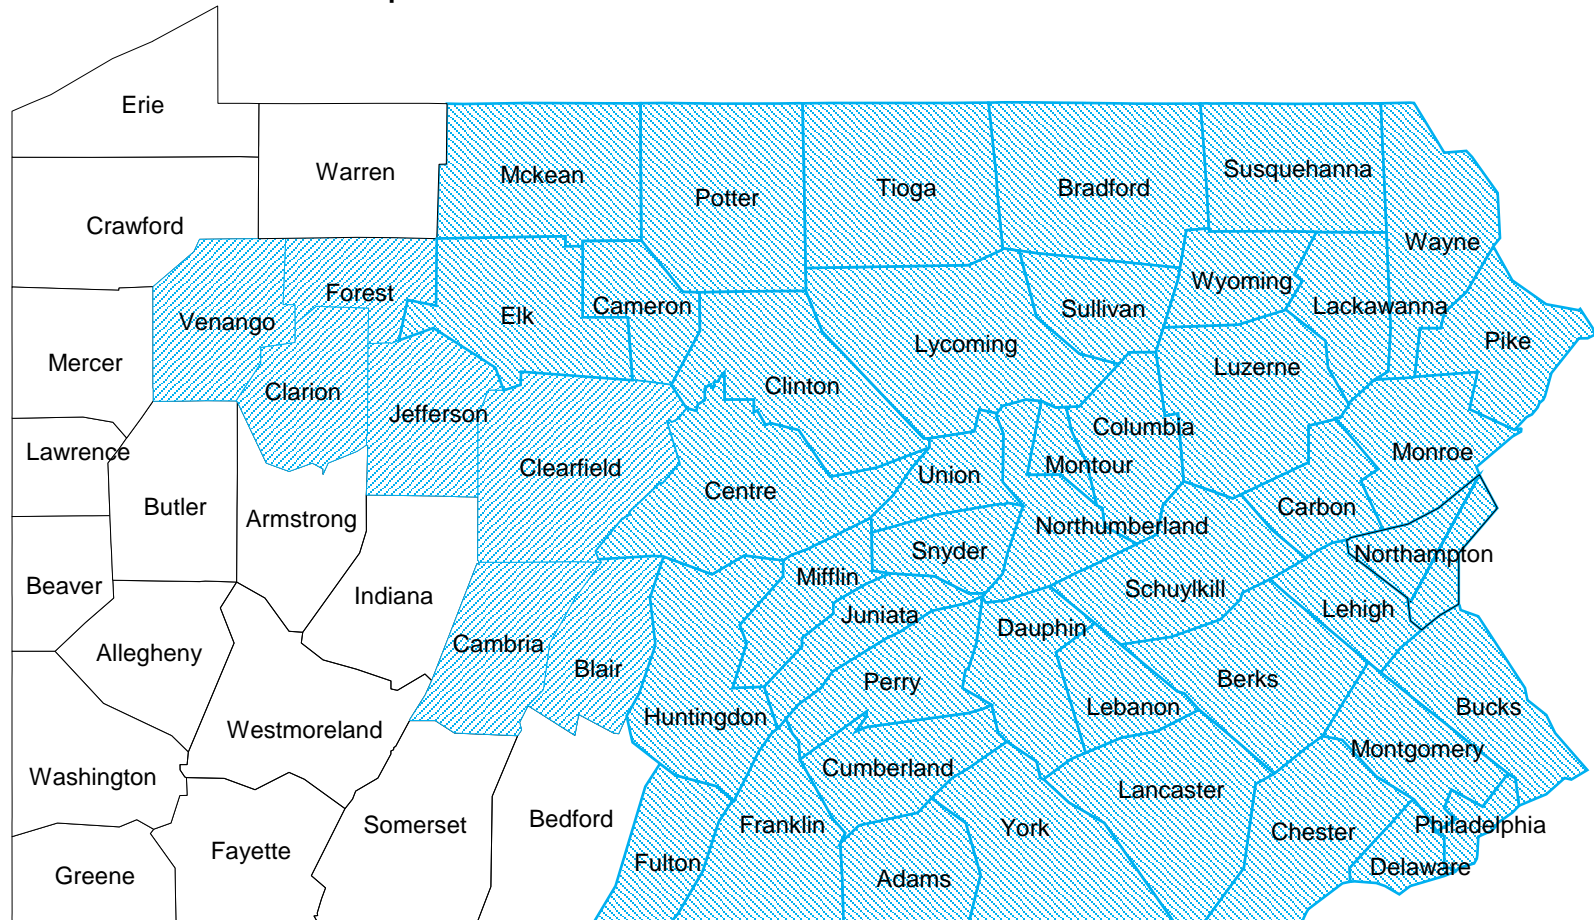 Erie
Warren
Mckean
Potter
Tioga
Bradford
Susquehanna
Crawford
Wayne
Venango
Forest
Elk
Cameron
Lycoming
Sullivan
Wyoming
Lackawanna
Pike
Mercer
Clarion
Jefferson
Clinton
Luzerne
Columbia
Lawrence
Clearfield
Centre
Union
Montour
Monroe
Butler
Armstrong
Northumberland
Carbon
Snyder
Northampton
Beaver
Indiana
Mifflin
Juniata
Schuylkill
Lehigh
Allegheny
Cambria
Blair
Dauphin
Perry
Berks
Westmoreland
Huntingdon
Lebanon
Bucks
Washington
Cumberland
Montgomery
Lancaster
Somerset
Bedford
Franklin
York
Chester
Philadelphia
Greene
Fayette
Fulton
Adams
Delaware